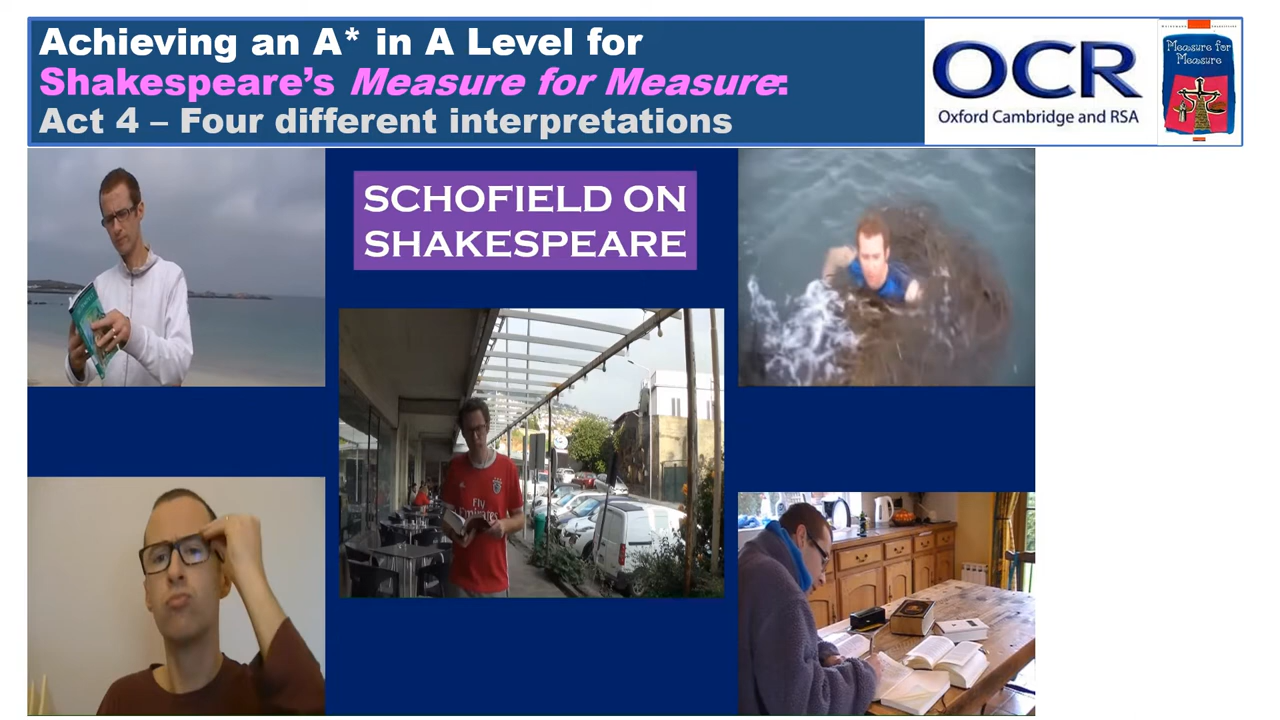 Achieving an A* in A Level for
Shakespeare's Measure for Measure:
Act 4 – Four different interpretations
OCR
Oxford Cambridge and RSA
Measure for
Measure
SCHOFIELD ON
SHAKESPEARE
Fly
Emirates